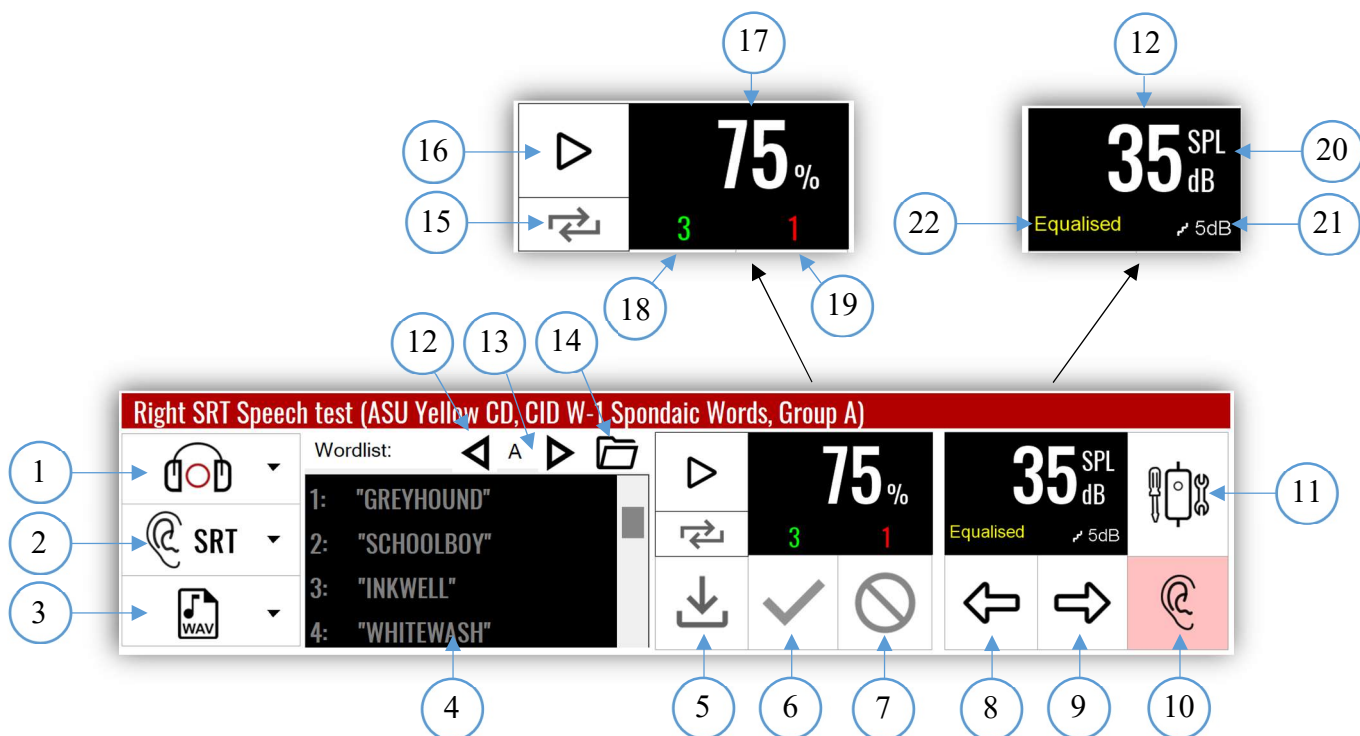 17
12
16
75 %
35 SPL dB
20
15
3 1
22
Equalised 5dB
21
18
19
12
13
14
Right SRT Speech test (ASU Yellow CD, CID W-1 Spondaic Words, Group A)
1
Wordlist: A
75 %
35 SPL dB
11
1: "GREYHOUND"
2
SRT
2: "SCHOOLBOY"
3 1
Equalised 5dB
3: "INKWELL"
3
WAV
4: "WHITEWASH"
4
5
6
7
8
9
10